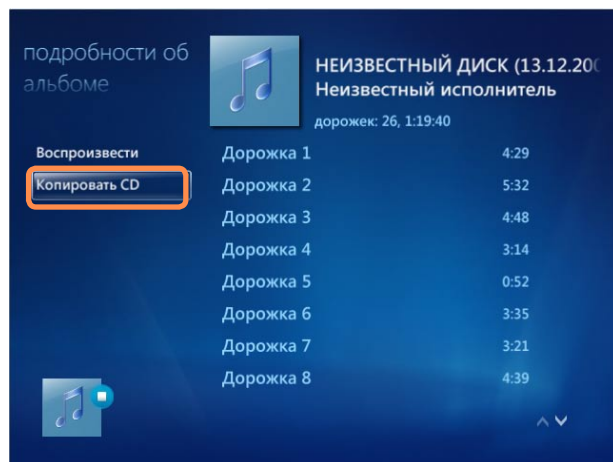 подробности об
альбоме
НЕИЗВЕСТНЫЙ ДИСК (13.12.200
Неизвестный исполнитель
дорожек: 26, 1:19:40
Воспроизвести
Копировать CD
Дорожка 1 4:29
Дорожка 2 5:32
Дорожка 3 4:48
Дорожка 4 3:14
Дорожка 5 0:52
Дорожка 6 3:35
Дорожка 7 3:21
Дорожка 8 4:39